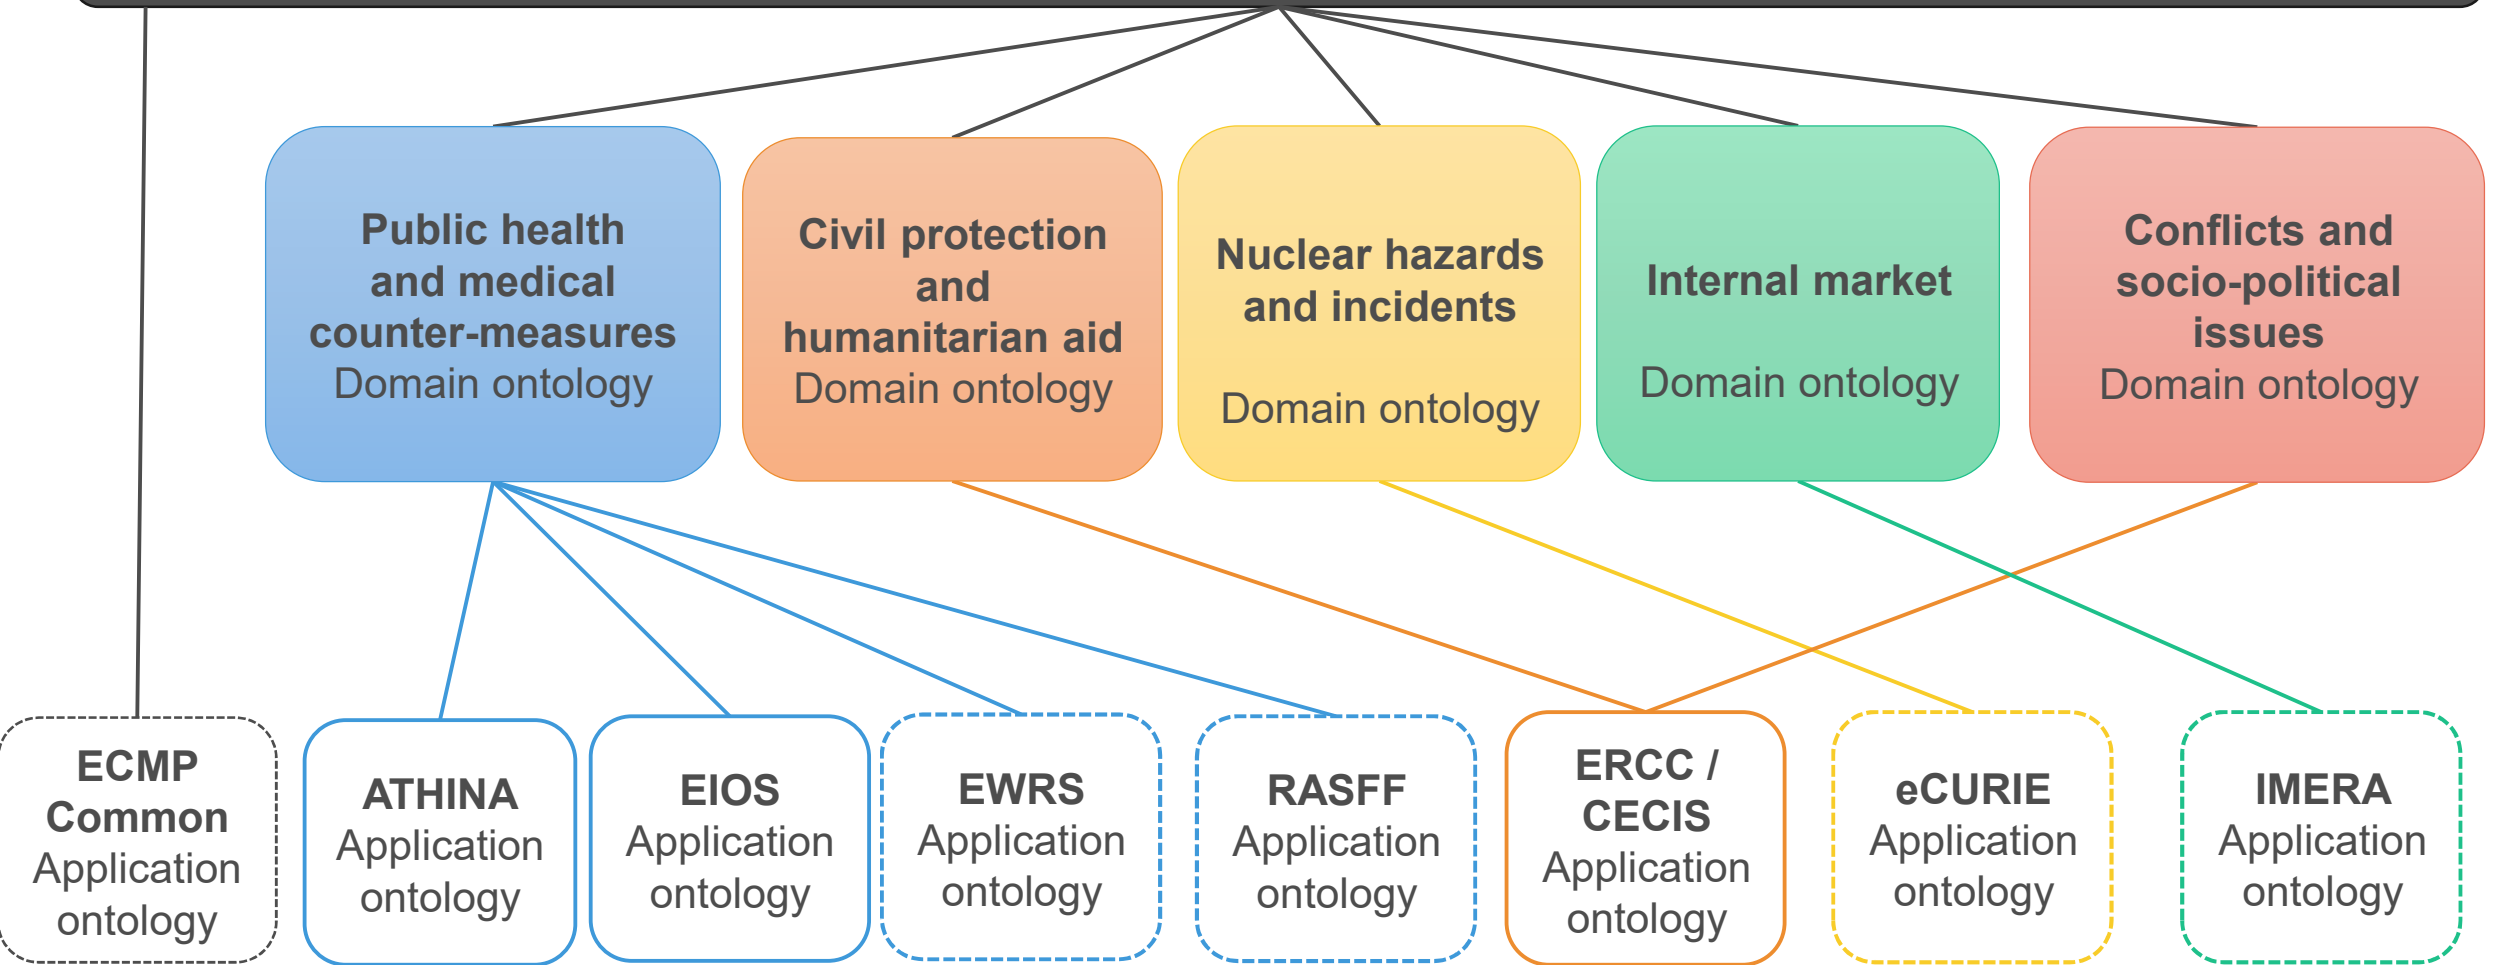 Public health
and medical
counter-measures
Domain ontology
Civil protection
and
humanitarian aid
Domain ontology
Nuclear hazards
and incidents
Domain ontology
Internal market
Domain ontology
Conflicts and
socio-political
issues
Domain ontology
ECMP
Common
Application
ontology
ATHINA
Application
ontology
EIOS
Application
ontology
EWRS
Application
ontology
RASFF
Application
ontology
ERCC /
CECIS
Application
ontology
eCURIE
Application
ontology
IMERA
Application
ontology